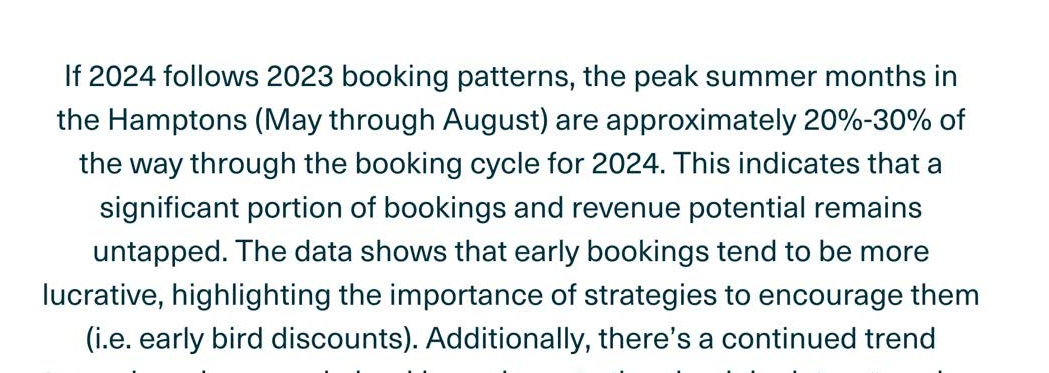 If 2024 follows 2023 booking patterns, the peak summer months in
the Hamptons (May through August) are approximately 20%-30% of
the way through the booking cycle for 2024. This indicates that a
significant portion of bookings and revenue potential remains
untapped. The data shows that early bookings tend to be more
lucrative, highlighting the importance of strategies to encourage them
(i.e. early bird discounts). Additionally, there’s a continued trend